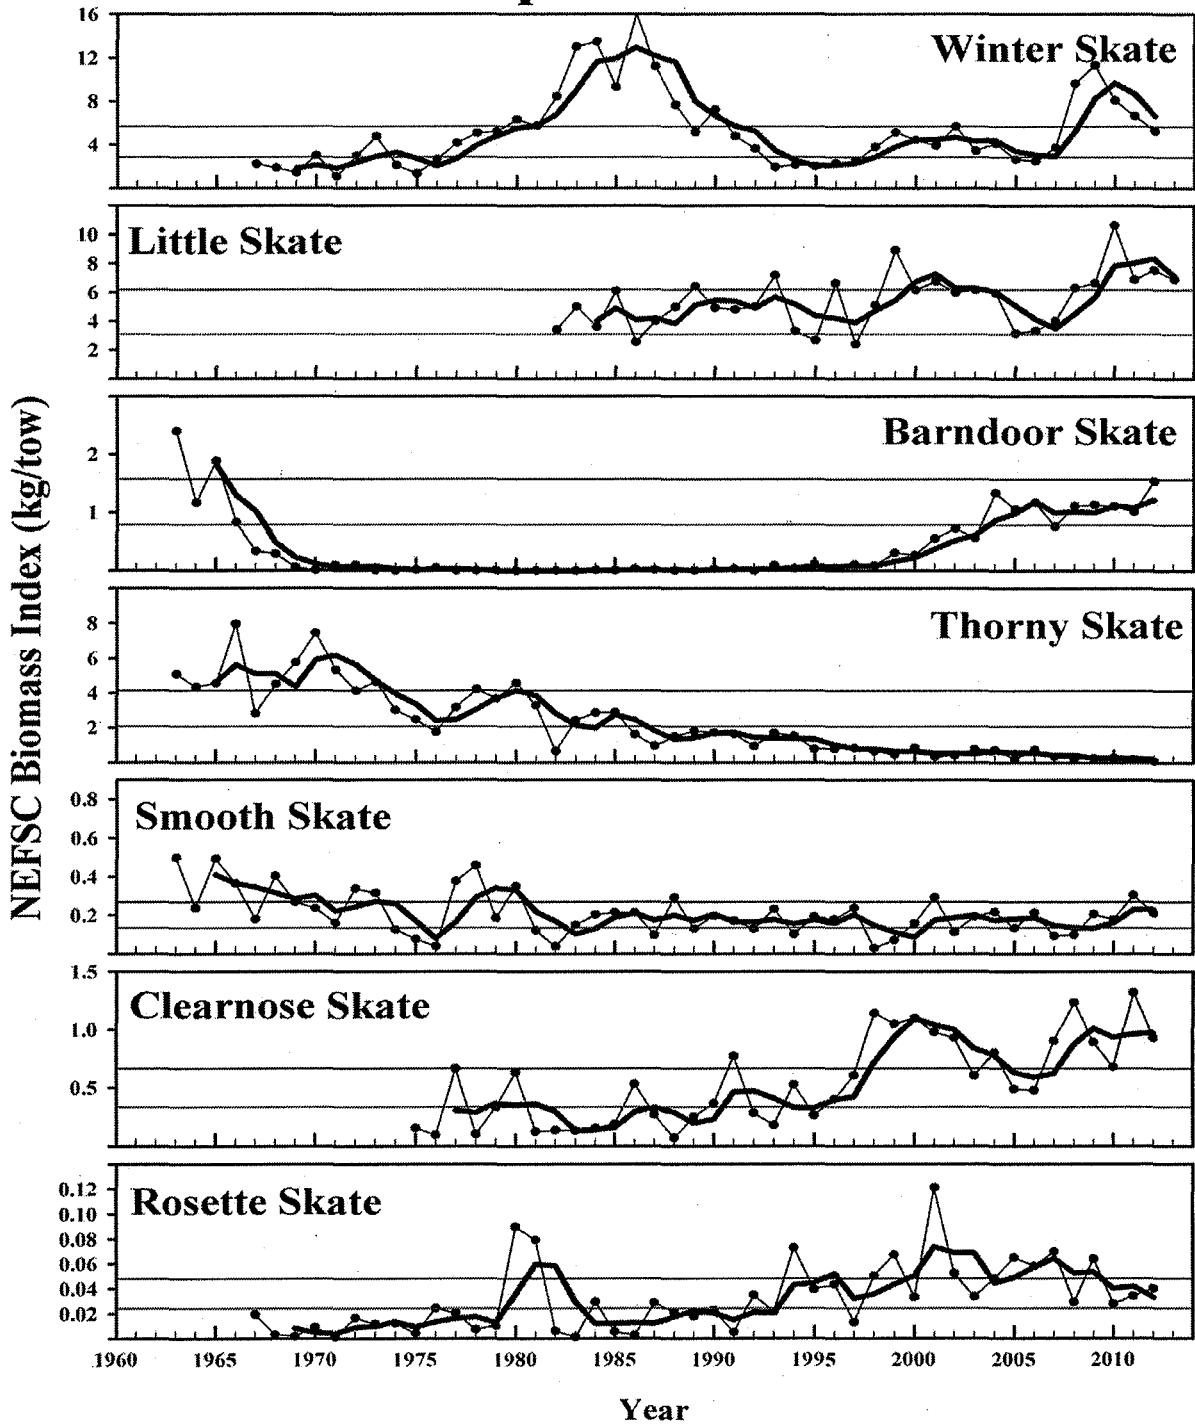 16
12
8
4
Winter Skate
10
8
6
4
2
Little Skate
2
1
Barndoor Skate
8
6
4
2
Thorny Skate
0.8
0.6
0.4
0.2
Smooth Skate
1.5
1.0
0.5
Clearnose Skate
0.12
0.10
0.08
0.06
0.04
0.02
Rosette Skate
1960 1965 1970 1975 1980 1985 1990 1995 2000 2005 2010
Year
NEFSC Biomass Index (kg/tow)